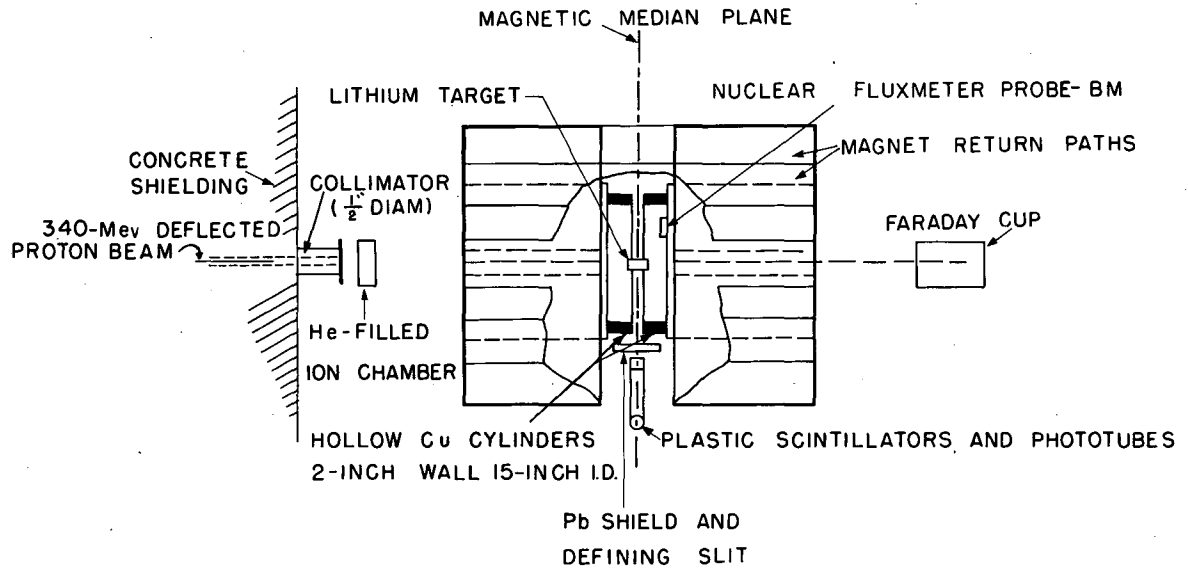 MAGNETIC MEDIAN PLANE
LITHIUM TARGET
NUCLEAR FLUXMETER PROBE-BM
CONCRETE
SHIELDING
MAGNET RETURN PATHS
COLLIMATOR
(1/2" DIAM)
340-Mev DEFLECTED
PROTON BEAM
FARADAY CUP
He-FILLED
ION CHAMBER
HOLLOW Cu CYLINDERS
2-INCH WALL 15-INCH I.D.
PLASTIC SCINTILLATORS AND PHOTOTUBES
Pb SHIELD AND
DEFINING SLIT